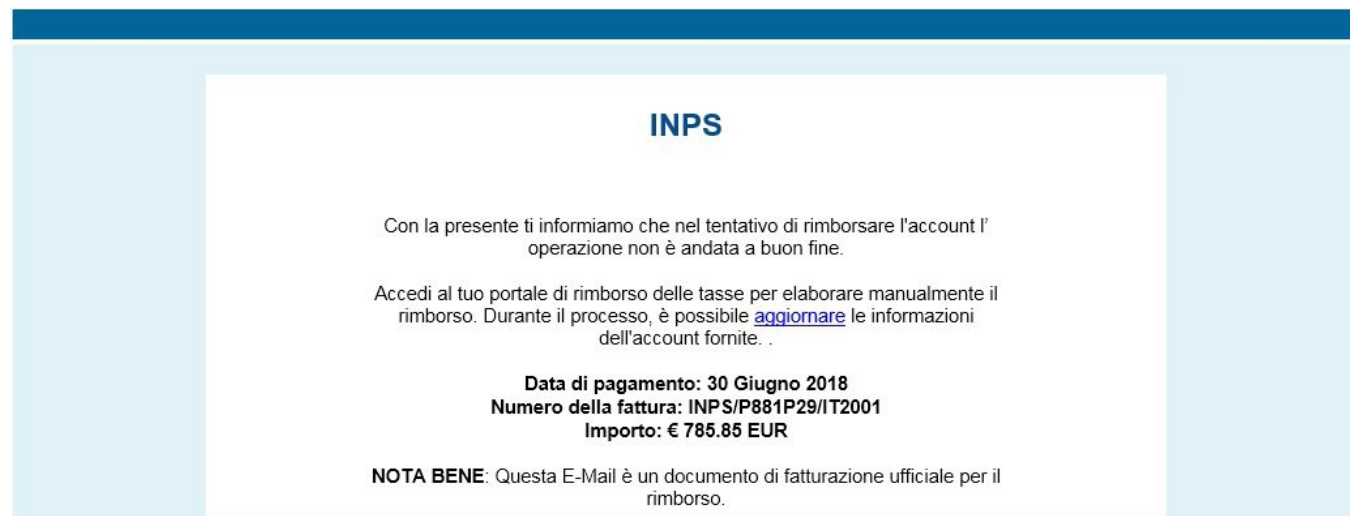 INPS
Con la presente ti informiamo che nel tentativo di rimborsare l'account l’
operazione non è andata a buon fine.
Accedi al tuo portale di rimborso delle tasse per elaborare manualmente il
rimborso. Durante il processo, è possibile aggiornare le informazioni
dell'account fornite. .
Data di pagamento: 30 Giugno 2018
Numero della fattura: INPS/P881P29/IT2001
Importo: € 785.85 EUR
NOTA BENE: Questa E-Mail è un documento di fatturazione ufficiale per il
rimborso.